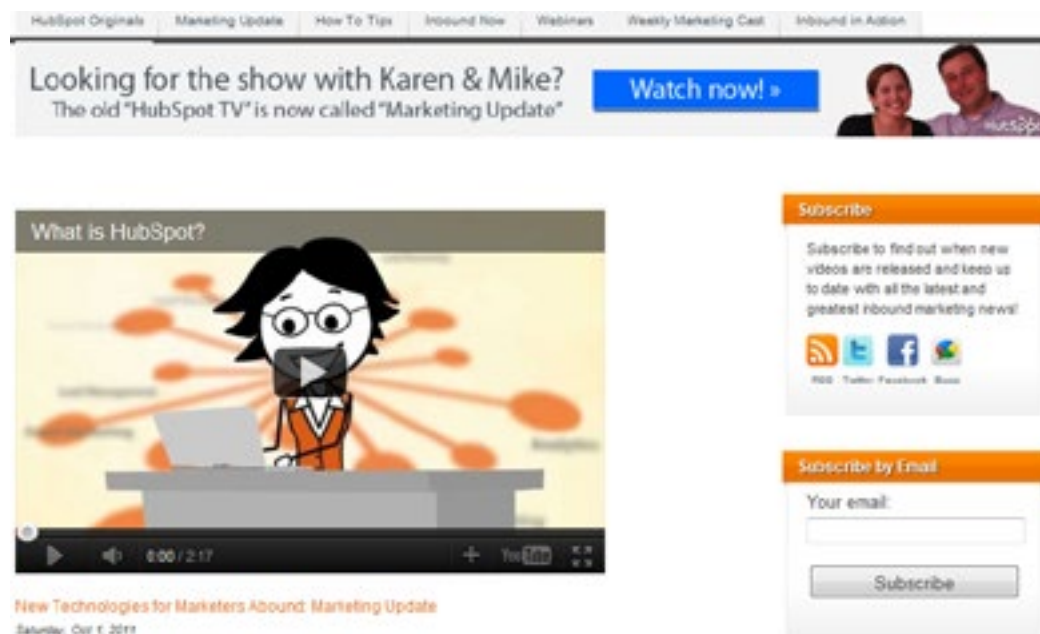 HubSpot Originals Marketing Update How To Tips Inbound Now Webinars Weekly Marketing Cast Inbound in Action
Looking for the show with Karen & Mike?
The old "HubSpot TV" is now called "Marketing Update"
Watch now! »
HubSpot
What is HubSpot?
Analytics
0:00 / 2:17
YouTube
New Technologies for Marketers Abound: Marketing Update
Saturday, Oct 1, 2011
Subscribe
Subscribe to find out when new
videos are released and keep up
to date with all the latest and
greatest inbound marketing news!
RSS Twitter Facebook Buzz
Subscribe by Email
Your email:
Subscribe